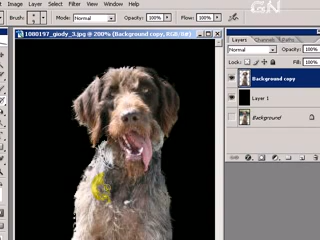 Image Layer Select Filter View Window Help
Brush: Mode: Normal Opacity: 100% Flow: 100%
GN
1080197_giody_3.jpg @ 200% (Background copy, RGB/8#)
Layers Channels Paths
Normal Opacity: 100%
Lock: Fill: 100%
Background copy
Layer 1
Background